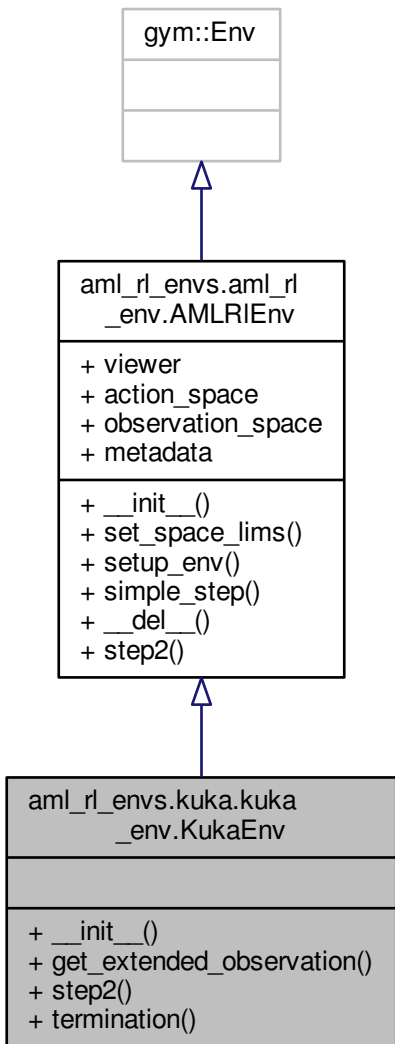 gym::Env
aml_rl_envs.aml_rl
_env.AMLRlEnv
+ viewer
+ action_space
+ observation_space
+ metadata
+ __init__()
+ set_space_lims()
+ setup_env()
+ simple_step()
+ __del__()
+ step2()
aml_rl_envs.kuka.kuka
_env.KukaEnv
+ __init__()
+ get_extended_observation()
+ step2()
+ termination()